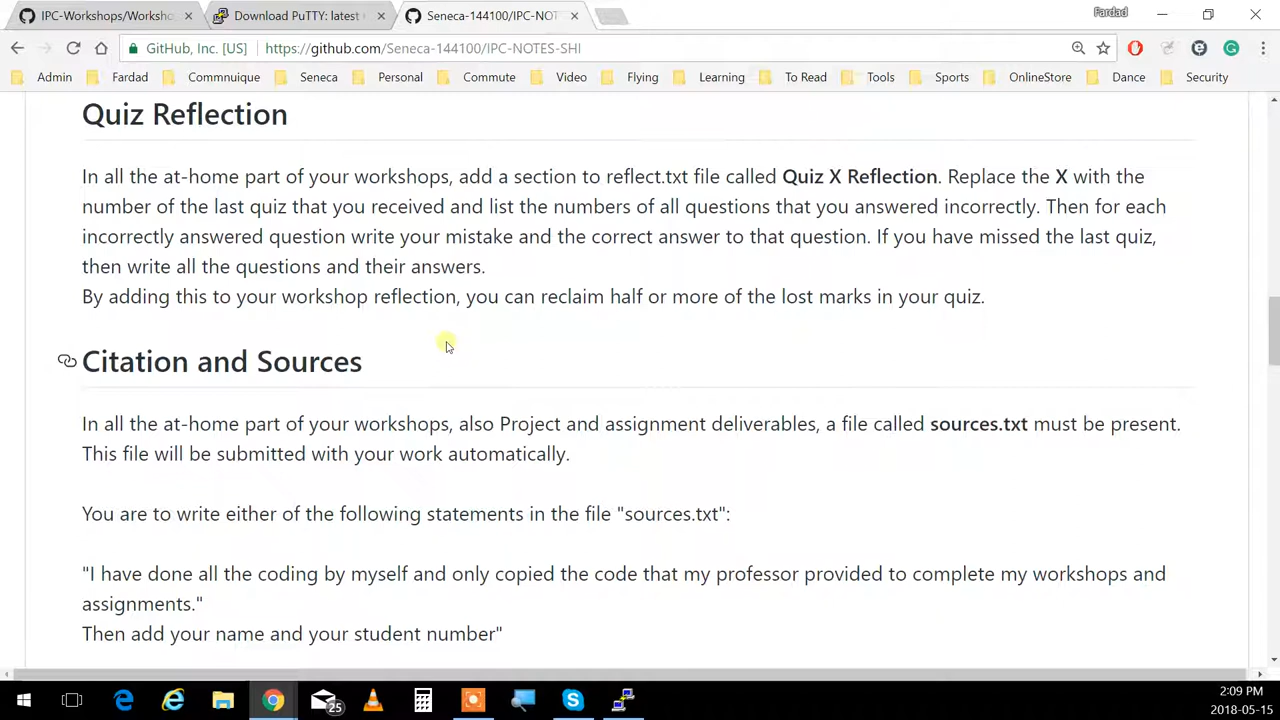 IPC-Workshops/Worksho
Download PuTTY: latest
Seneca-144100/IPC-NOT
Fardad
GitHub, Inc. [US]
https://github.com/Seneca-144100/IPC-NOTES-SHI
Admin
Fardad
Commnuique
Seneca
Personal
Commute
Video
Flying
Learning
To Read
Tools
Sports
OnlineStore
Dance
Security
Quiz Reflection
In all the at-home part of your workshops, add a section to reflect.txt file called Quiz X Reflection. Replace the X with the
number of the last quiz that you received and list the numbers of all questions that you answered incorrectly. Then for each
incorrectly answered question write your mistake and the correct answer to that question. If you have missed the last quiz,
then write all the questions and their answers.
By adding this to your workshop reflection, you can reclaim half or more of the lost marks in your quiz.
Citation and Sources
In all the at-home part of your workshops, also Project and assignment deliverables, a file called sources.txt must be present.
This file will be submitted with your work automatically.
You are to write either of the following statements in the file "sources.txt":
"I have done all the coding by myself and only copied the code that my professor provided to complete my workshops and
assignments."
Then add your name and your student number"
25
2:09 PM
2018-05-15